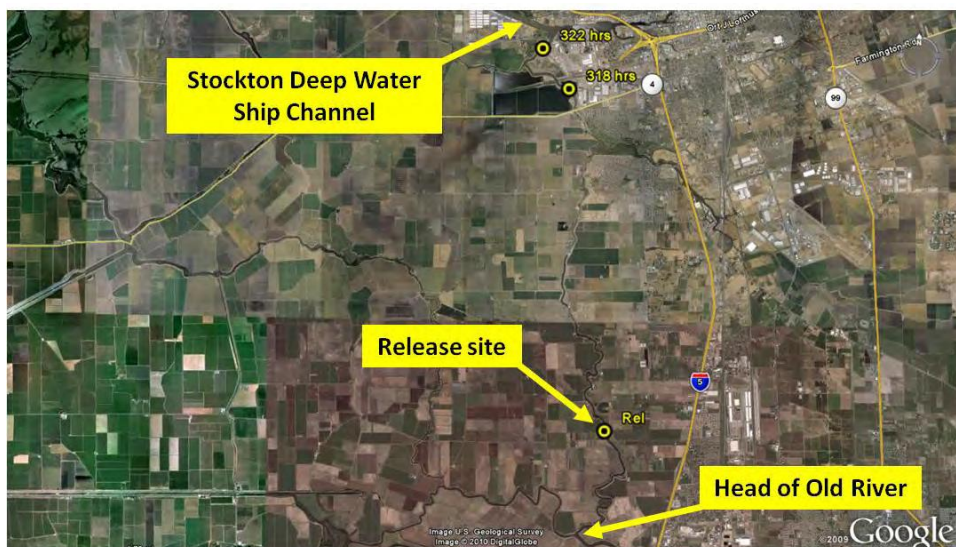 322 hrs
Stockton Deep Water
Ship Channel
318 hrs
4
Farmington Rd
99
Release site
Rel
5
Head of Old River
Image U.S. Geological Survey
Image © 2010 DigitalGlobe
©2009 Google